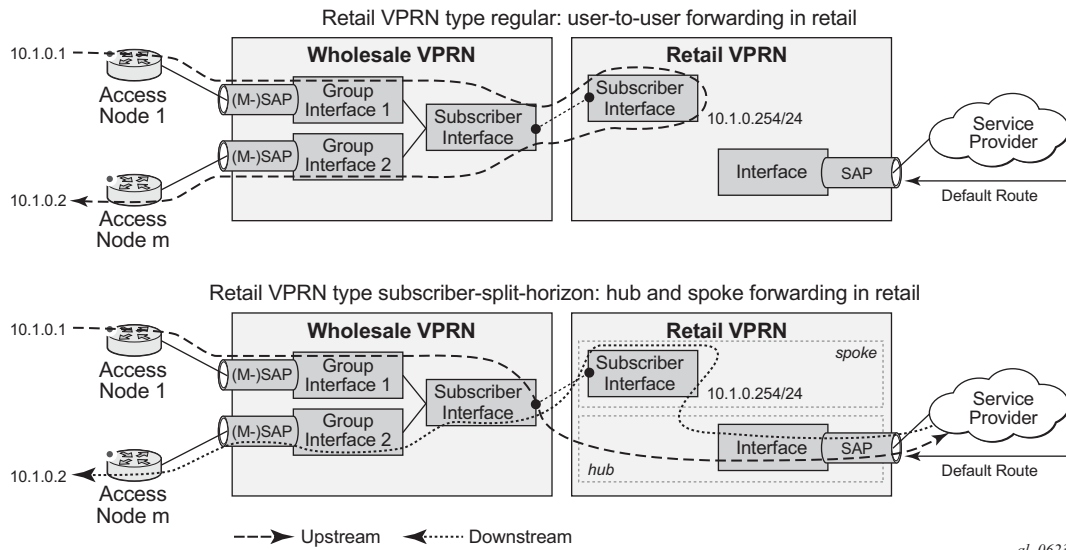 Retail VPRN type regular: user-to-user forwarding in retail
Wholesale VPRN
Retail VPRN
10.1.0.1
Access
Node 1
(M-)SAP
Group
Interface 1
Subscriber
Interface
Subscriber
Interface
10.1.0.254/24
(M-)SAP
Group
Interface 2
10.1.0.2
Access
Node m
Interface
SAP
Service
Provider
Default Route
Retail VPRN type subscriber-split-horizon: hub and spoke forwarding in retail
Wholesale VPRN
Retail VPRN
10.1.0.1
Access
Node 1
(M-)SAP
Group
Interface 1
Subscriber
Interface
spoke
Subscriber
Interface
10.1.0.254/24
(M-)SAP
Group
Interface 2
10.1.0.2
Access
Node m
hub
Interface
SAP
Service
Provider
Default Route
Upstream
Downstream